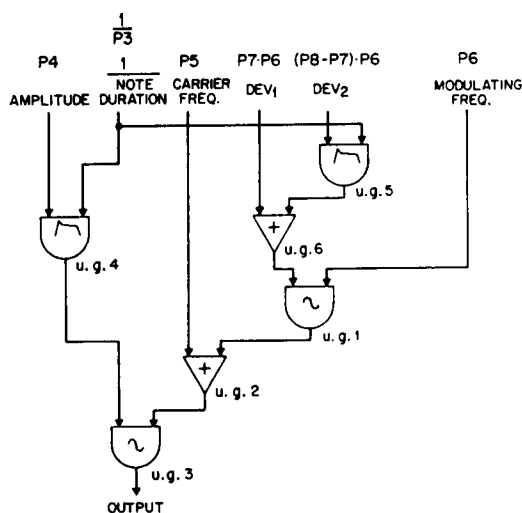 1
P3
P4
P5
P7·P6
(P8-P7)·P6
P6
1
AMPLITUDE
NOTE
DURATION
CARRIER
FREQ.
DEV1
DEV2
MODULATING
FREQ.
u.g.5
+
u.g.6
u.g.4
u.g.1
+
u.g.2
u.g.3
OUTPUT